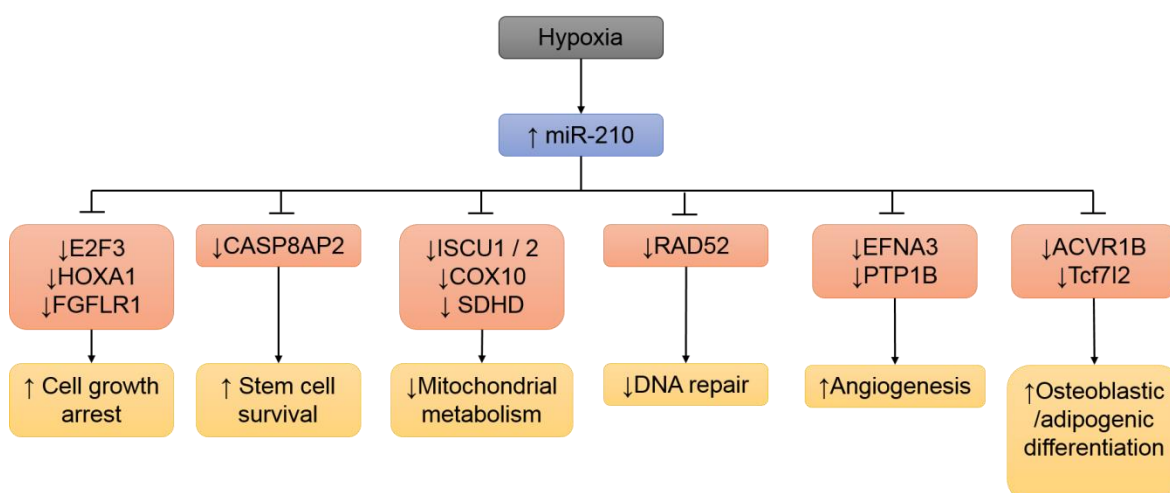 Hypoxia
↑ miR-210
↓E2F3
↓HOXA1
↓FGFLR1
↓CASP8AP2
↓ISCU1 / 2
↓COX10
↓ SDHD
↓RAD52
↓EFNA3
↓PTP1B
↓ACVR1B
↓Tcf7l2
↑ Cell growth
arrest
↑ Stem cell
survival
↓Mitochondrial
metabolism
↓DNA repair
↑Angiogenesis
↑Osteoblastic
/adipogenic
differentiation